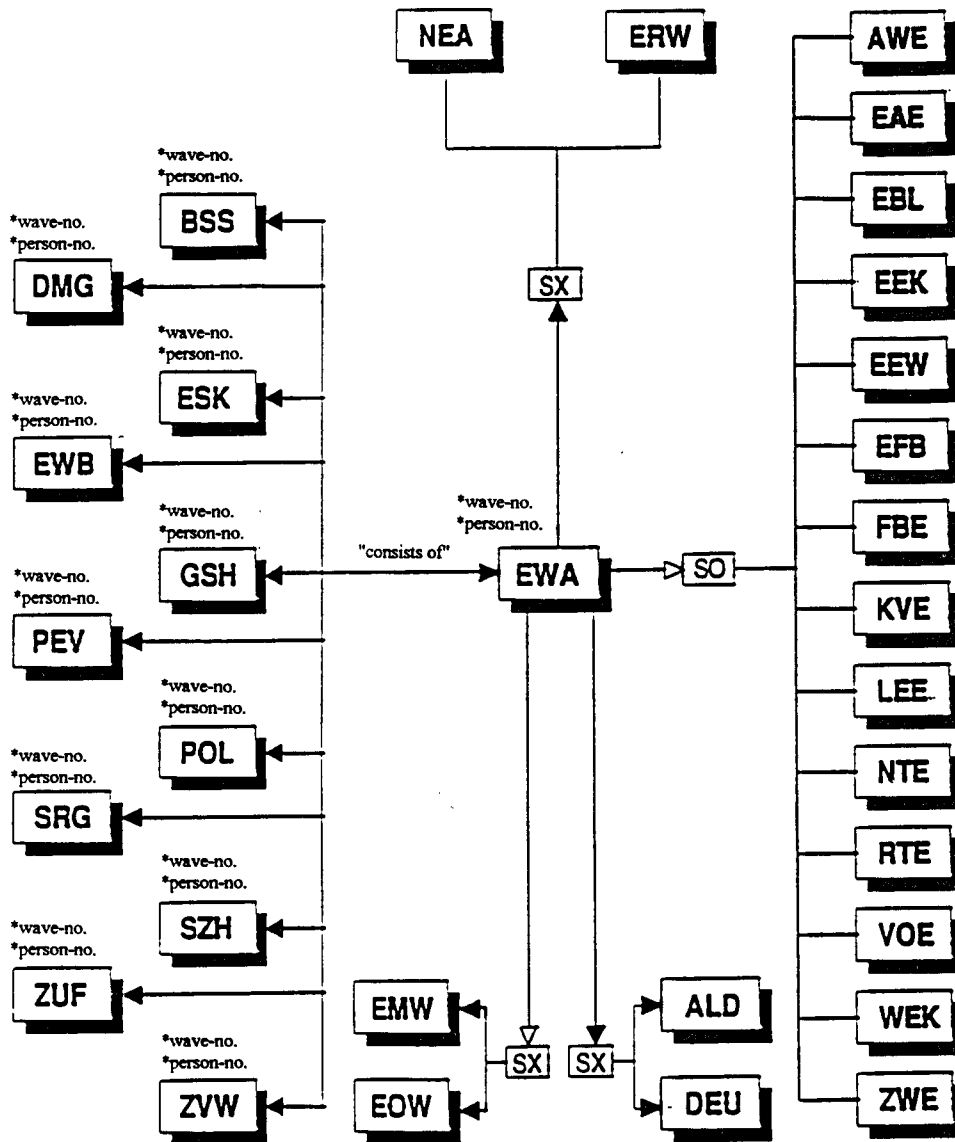 NEA
ERW
AWE
EAE
*wave-no.
*person-no.
BSS
EBL
*wave-no.
*person-no.
DMG
SX
EEK
*wave-no.
*person-no.
ESK
EEW
*wave-no.
*person-no.
EWB
EFB
*wave-no.
*person-no.
GSH
"consists of"
*wave-no.
*person-no.
EWA
SO
FBE
*wave-no.
*person-no.
PEV
KVE
*wave-no.
*person-no.
POL
LEE
*wave-no.
*person-no.
SRG
NTE
RTE
*wave-no.
*person-no.
SZH
VOE
*wave-no.
*person-no.
ZUF
EMW
ALD
WEK
SX
SX
*wave-no.
*person-no.
ZVW
EOW
DEU
ZWE